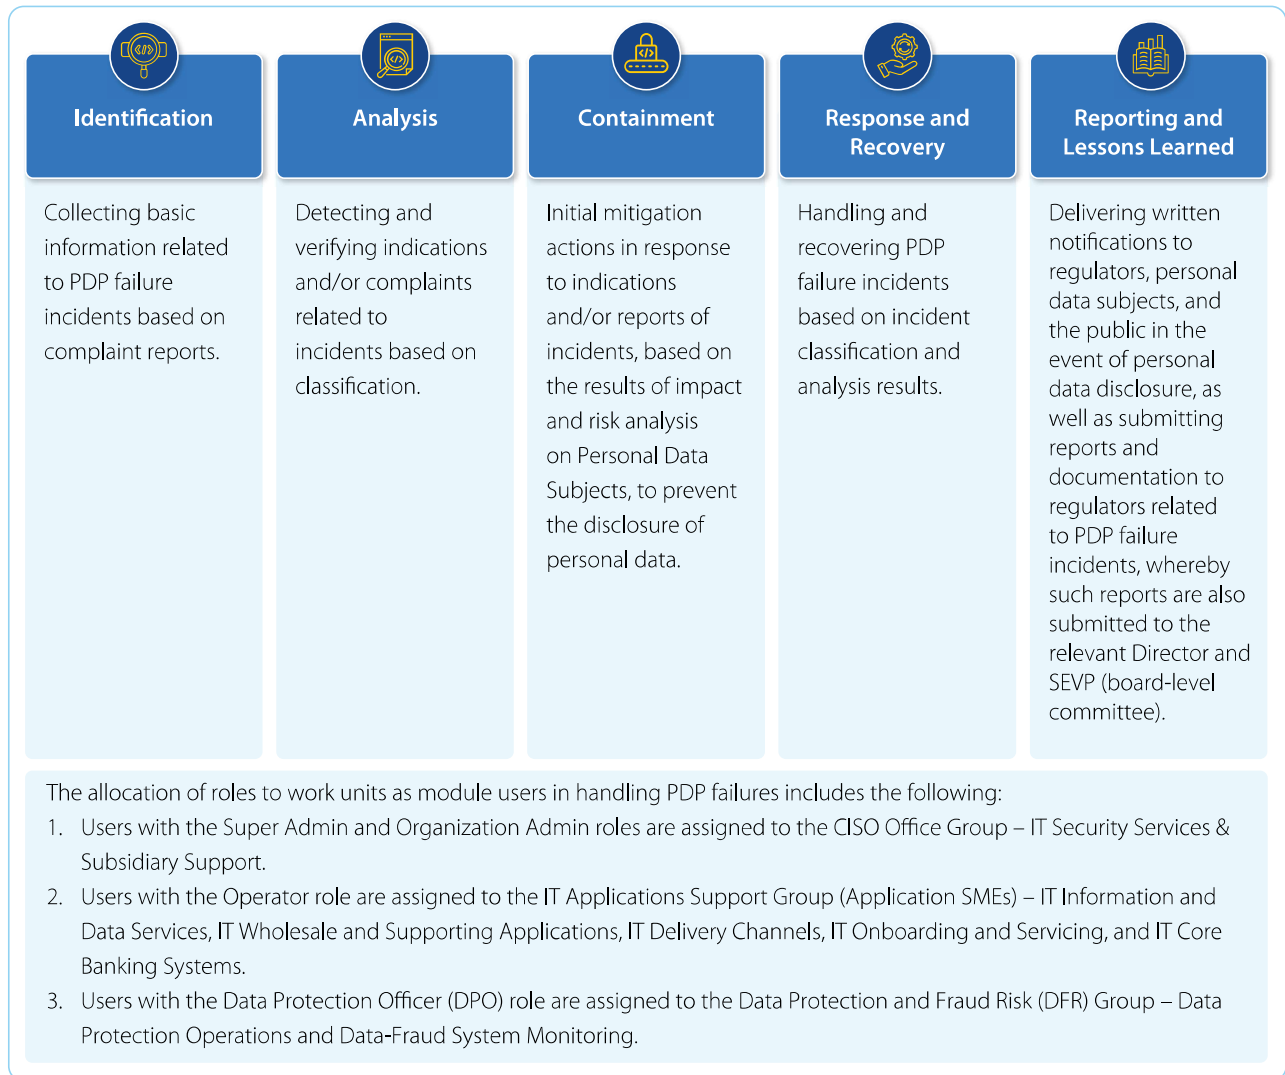 Identification
Collecting basic
information related
to PDP failure
incidents based on
complaint reports.
Analysis
Detecting and
verifying indications
and/or complaints
related to
incidents based on
classification.
Containment
Initial mitigation
actions in response
to indications
and/or reports of
incidents, based on
the results of impact
and risk analysis
on Personal Data
Subjects, to prevent
the disclosure of
personal data.
Response and
Recovery
Handling and
recovering PDP
failure incidents
based on incident
classification and
analysis results.
Reporting and
Lessons Learned
Delivering written
notifications to
regulators, personal
data subjects, and
the public in the
event of personal
data disclosure, as
well as submitting
reports and
documentation to
regulators related
to PDP failure
incidents, whereby
such reports are also
submitted to the
relevant Director and
SEVP (board-level
committee).
The allocation of roles to work units as module users in handling PDP failures includes the following:
1. Users with the Super Admin and Organization Admin roles are assigned to the CISO Office Group – IT Security Services &
Subsidiary Support.
2. Users with the Operator role are assigned to the IT Applications Support Group (Application SMEs) – IT Information and
Data Services, IT Wholesale and Supporting Applications, IT Delivery Channels, IT Onboarding and Servicing, and IT Core
Banking Systems.
3. Users with the Data Protection Officer (DPO) role are assigned to the Data Protection and Fraud Risk (DFR) Group – Data
Protection Operations and Data-Fraud System Monitoring.